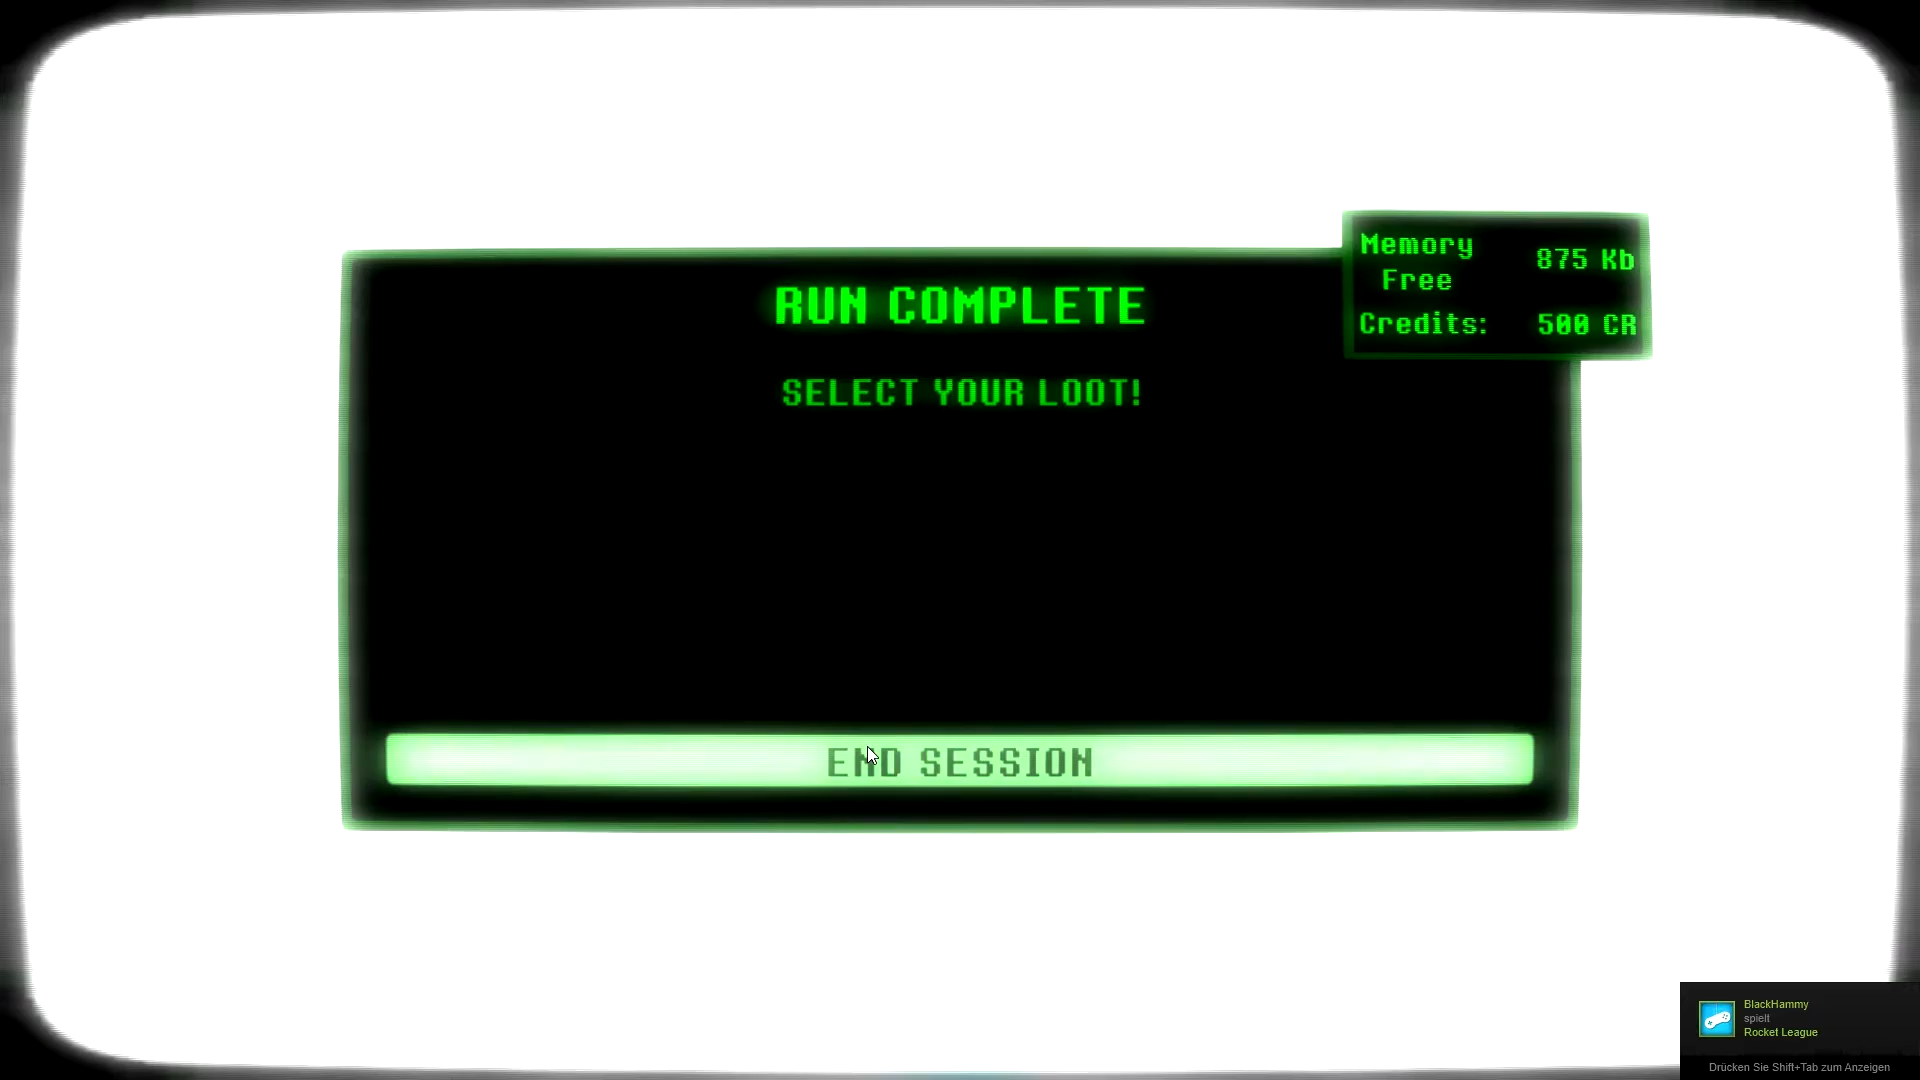 Memory Free 875 Kb
Credits: 500 CR
RUN COMPLETE
SELECT YOUR LOOT!
END SESSION
BlackHammy
spielt
Rocket League
Drücken Sie Shift+Tab zum Anzeigen